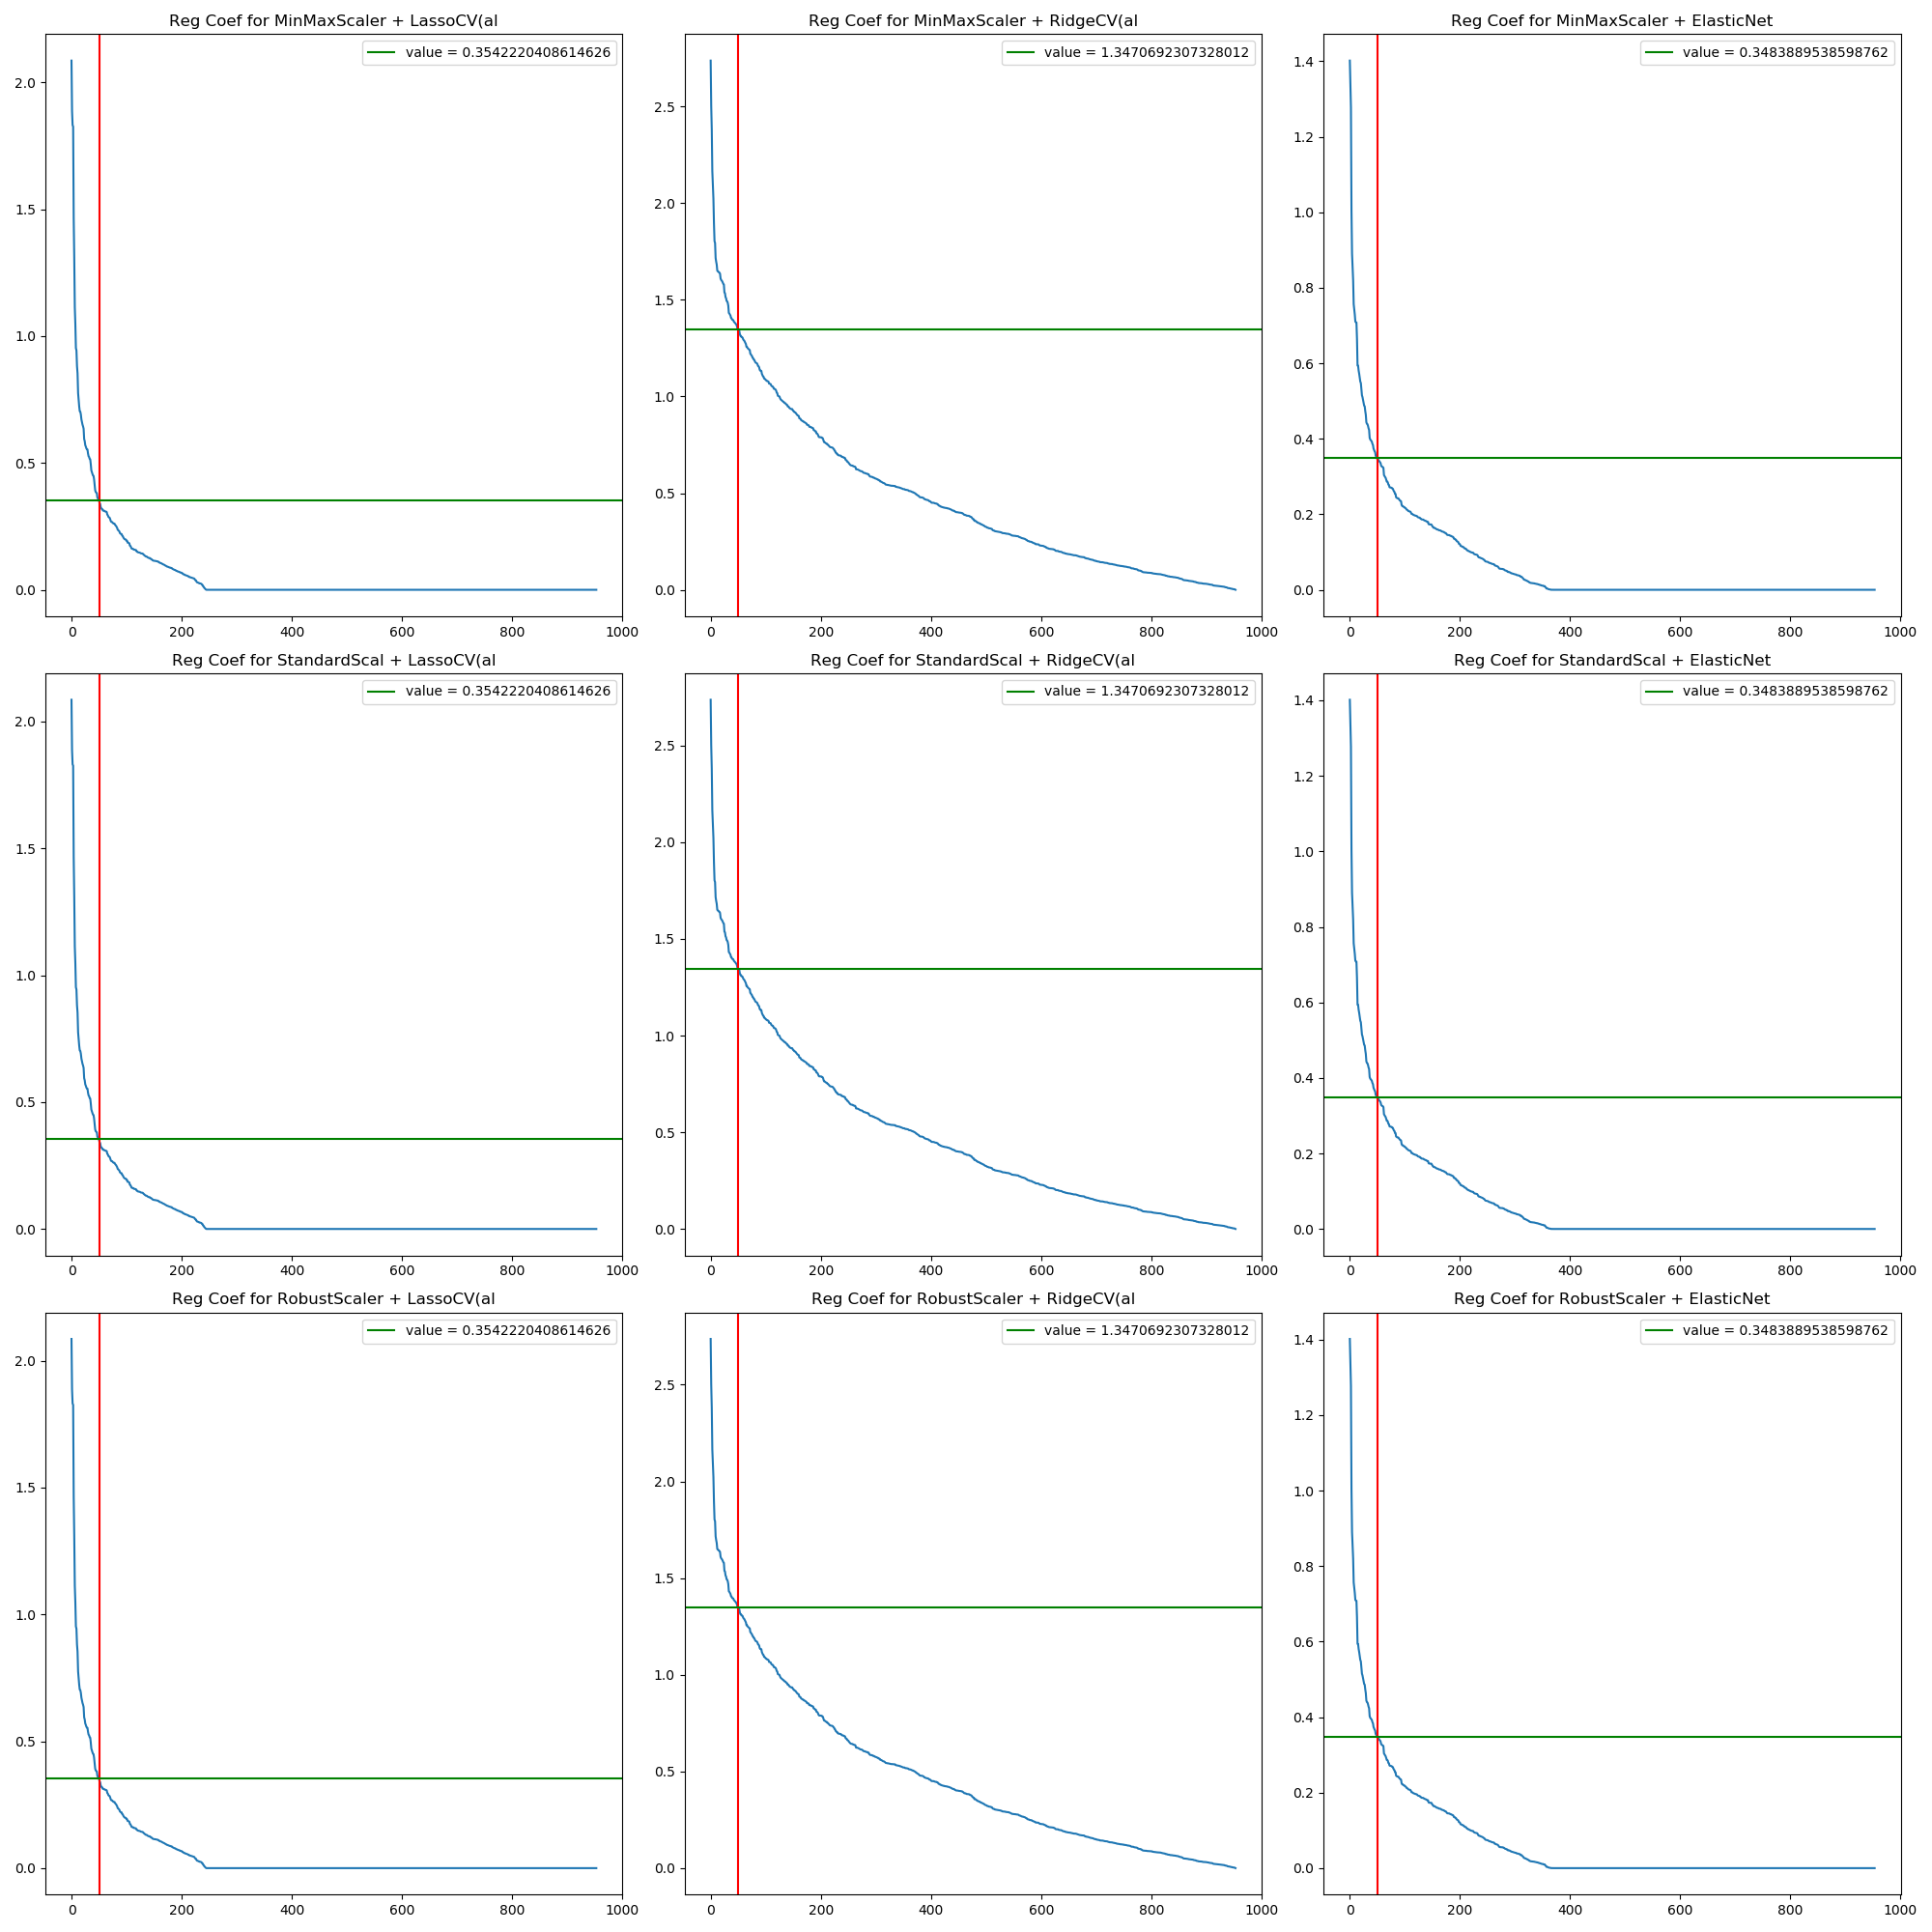 Reg Coef for MinMaxScaler + LassoCV(al
value = 0.3542220408614626
2.0
1.5
1.0
0.5
0.0
0 200 400 600 800 1000
Reg Coef for MinMaxScaler + RidgeCV(al
value = 1.3470692307328012
2.5
2.0
1.5
1.0
0.5
0.0
0 200 400 600 800 1000
Reg Coef for MinMaxScaler + ElasticNet
value = 0.3483889538598762
1.4
1.2
1.0
0.8
0.6
0.4
0.2
0.0
0 200 400 600 800 1000
Reg Coef for StandardScal + LassoCV(al
value = 0.3542220408614626
2.0
1.5
1.0
0.5
0.0
0 200 400 600 800 1000
Reg Coef for StandardScal + RidgeCV(al
value = 1.3470692307328012
2.5
2.0
1.5
1.0
0.5
0.0
0 200 400 600 800 1000
Reg Coef for StandardScal + ElasticNet
value = 0.3483889538598762
1.4
1.2
1.0
0.8
0.6
0.4
0.2
0.0
0 200 400 600 800 1000
Reg Coef for RobustScaler + LassoCV(al
value = 0.3542220408614626
2.0
1.5
1.0
0.5
0.0
0 200 400 600 800 1000
Reg Coef for RobustScaler + RidgeCV(al
value = 1.3470692307328012
2.5
2.0
1.5
1.0
0.5
0.0
0 200 400 600 800 1000
Reg Coef for RobustScaler + ElasticNet
value = 0.3483889538598762
1.4
1.2
1.0
0.8
0.6
0.4
0.2
0.0
0 200 400 600 800 1000